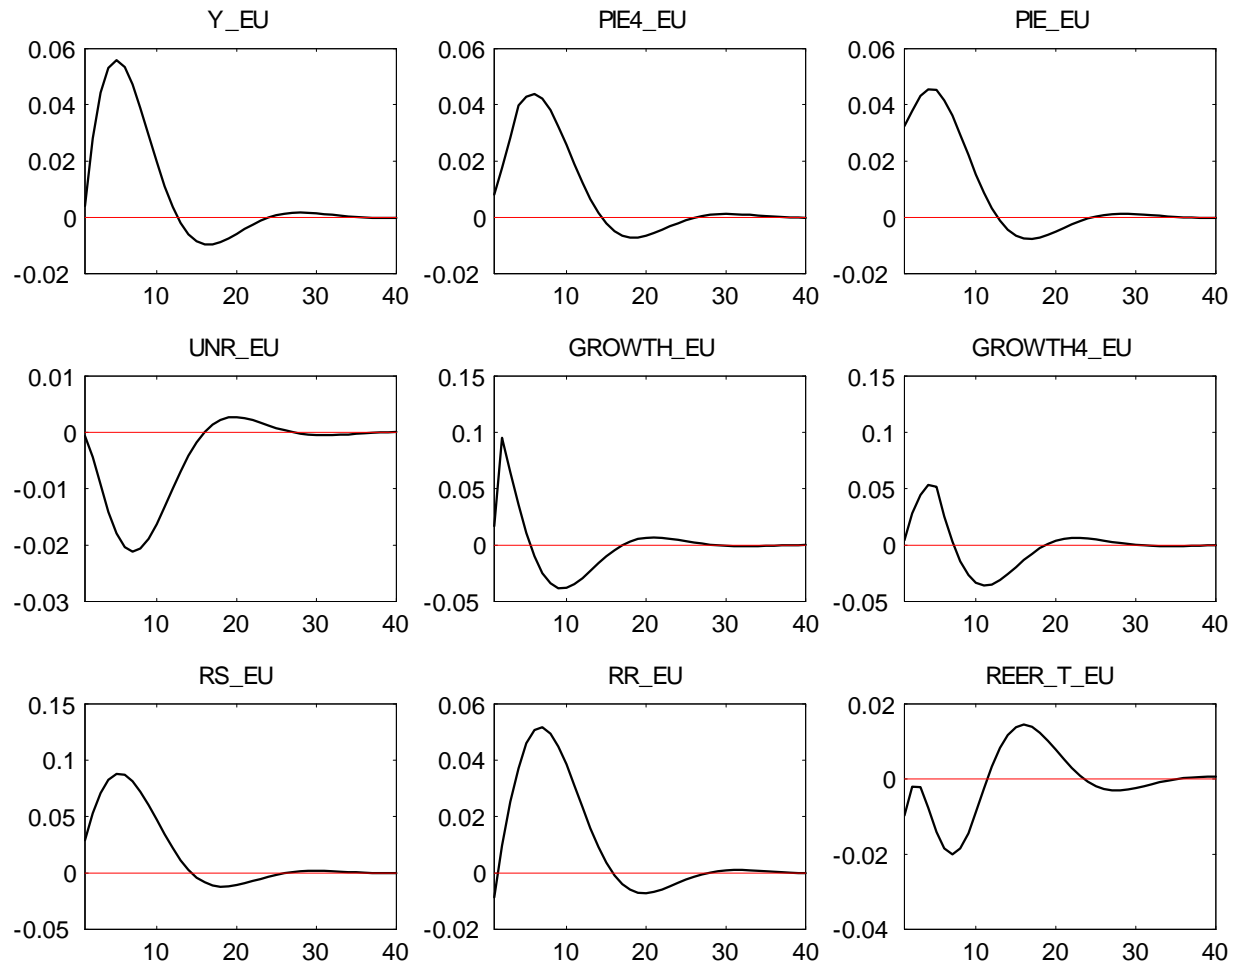 Y_EU PIE4_EU PIE_EU
0.06 0.06 0.06
0.04 0.04 0.04
0.02 0.02 0.02
0 0 0
-0.02 -0.02 -0.02
10 20 30 40 10 20 30 40 10 20 30 40
UNR_EU GROWTH_EU GROWTH4_EU
0.01 0.15 0.15
0 0.1 0.1
-0.01 0.05 0.05
-0.02 0 0
-0.03 -0.05 -0.05
10 20 30 40 10 20 30 40 10 20 30 40
RS_EU RR_EU REER_T_EU
0.15 0.06 0.02
0.1 0.04
0.05 0.02 0
0 0 -0.02
-0.05 -0.02 -0.04
10 20 30 40 10 20 30 40 10 20 30 40